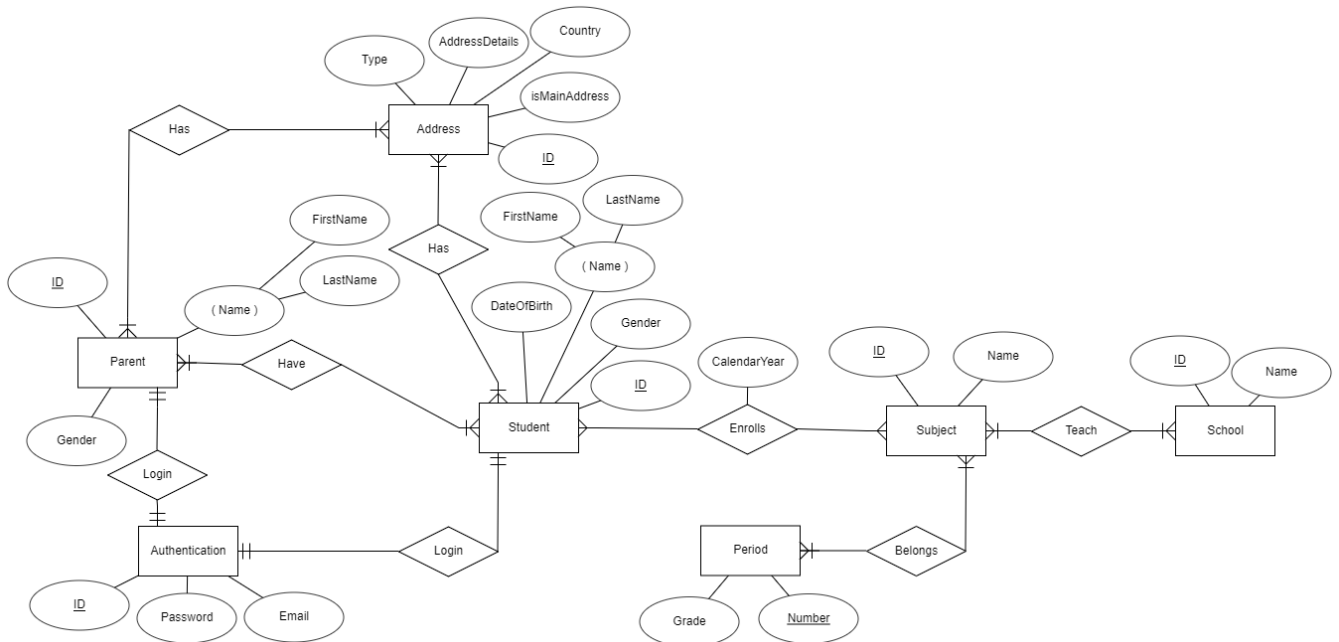 Country
AddressDetails
Type
isMainAddress
Has
Address
ID
LastName
FirstName
FirstName
Has
( Name )
ID
LastName
( Name )
DateOfBirth
Gender
Parent
Have
CalendarYear
ID
Name
ID
Name
ID
Gender
Student
Enrolls
Subject
Teach
School
Login
Authentication
Login
Period
Belongs
ID
Password
Email
Grade
Number